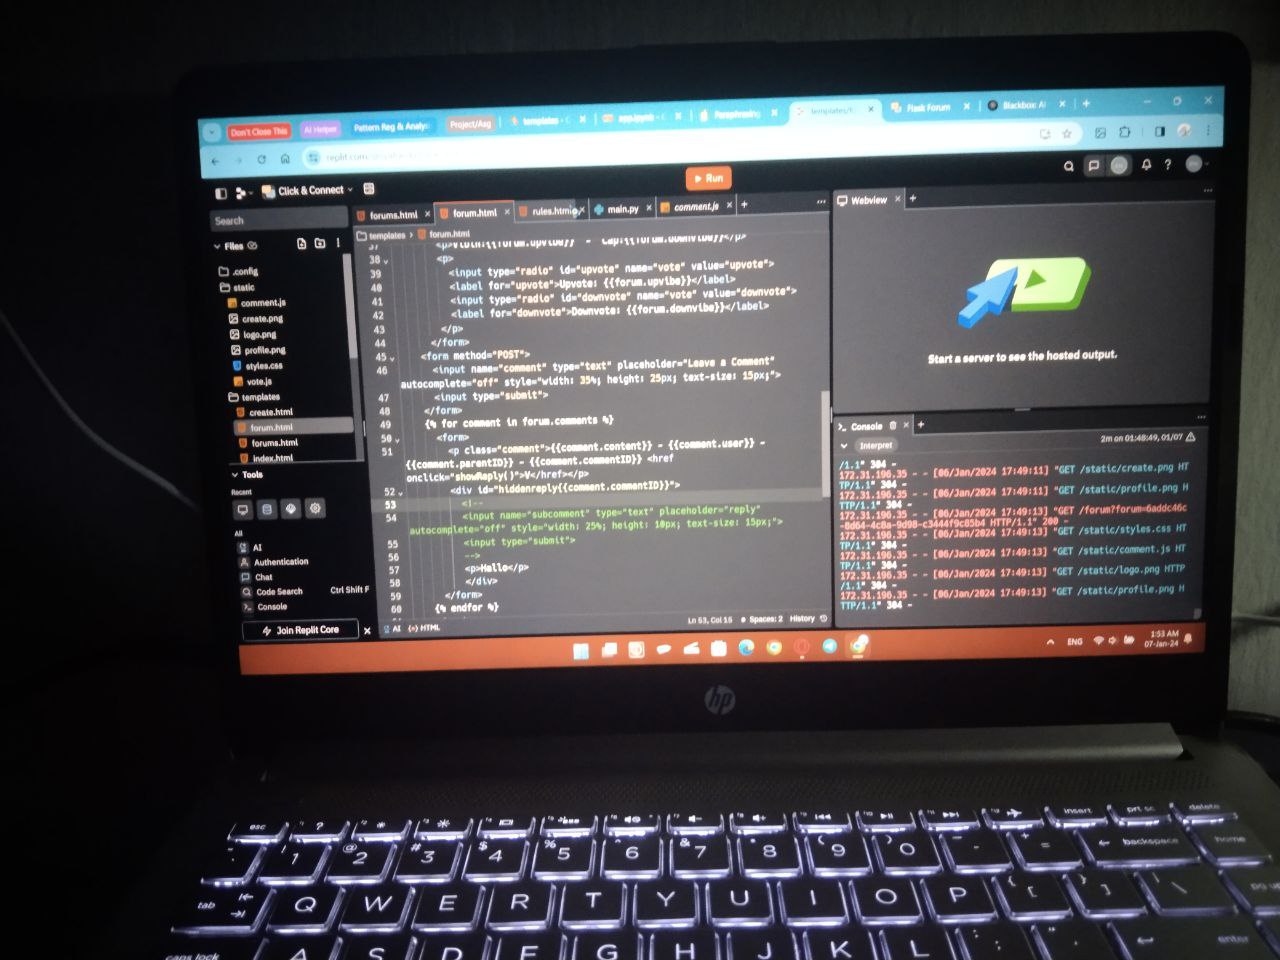 Don't Close This
AI Helper
Pattern Reg & Analys
Project/Asg
templates - C
Paraphrasing
templates/f
Flask Forum
Blackbox AI
replit.com
Click & Connect
Run
Search
Files
.config
static
comment.js
create.png
logo.png
profile.png
styles.css
vote.js
templates
create.html
forum.html
forums.html
index.html
Tools
Recent
All
AI
Authentication
Chat
Code Search Ctrl Shift F
Console
Join Replit Core
forums.html
forum.html
rules.html
main.py
comment.js
templates > forum.html
37 {{forum.upvibe}} - Cap:{{forum.downvibe}}</p>
38 <p>
39 <input type="radio" id="upvote" name="vote" value="upvote">
40 <label for="upvote">Upvote: {{forum.upvibe}}</label>
41 <input type="radio" id="downvote" name="vote" value="downvote">
42 <label for="downvote">Downvote: {{forum.downvibe}}</label>
43 </p>
44 </form>
45 <form method="POST">
46 <input name="comment" type="text" placeholder="Leave a Comment"
autocomplete="off" style="width: 35%; height: 25px; text-size: 15px;">
47 <input type="submit">
48 </form>
49 {% for comment in forum.comments %}
50 <form>
51 <p class="comment">{{comment.content}} - {{comment.user}} -
{{comment.parentID}} - {{comment.commentID}} <href
onclick="showReply()">V</href></p>
52 <div id="hiddenreply{{comment.commentID}}">
53 <!--
54 <input name="subcomment" type="text" placeholder="reply"
autocomplete="off" style="width: 25%; height: 10px; text-size: 15px;">
55 <input type="submit">
56 -->
57 <p>Hello</p>
58 </div>
59 </form>
60 {% endfor %}
AI {•} HTML
Ln 53, Col 15 Spaces: 2 History
Webview
Start a server to see the hosted output.
Console
Interpret
2m on 01:48:49, 01/07
/1.1" 304 -
172.31.196.35 - - [06/Jan/2024 17:49:11] "GET /static/create.png HT
TP/1.1" 304 -
172.31.196.35 - - [06/Jan/2024 17:49:11] "GET /static/profile.png H
TTP/1.1" 304 -
172.31.196.35 - - [06/Jan/2024 17:49:13] "GET /forum?forum=6addc46c
-8d64-4c8a-9d98-c3444f9c85b4 HTTP/1.1" 200 -
172.31.196.35 - - [06/Jan/2024 17:49:13] "GET /static/styles.css HT
TP/1.1" 304 -
172.31.196.35 - - [06/Jan/2024 17:49:13] "GET /static/comment.js HT
TP/1.1" 304 -
172.31.196.35 - - [06/Jan/2024 17:49:13] "GET /static/logo.png HTTP
/1.1" 304 -
172.31.196.35 - - [06/Jan/2024 17:49:13] "GET /static/profile.png H
TTP/1.1" 304 -
ENG
1:53 AM
07-Jan-24
hp
esc insert prt sc delete
! 1 @ 2 # 3 $ 4 % 5 ^ 6 & 7 * 8 ( 9 ) 0 - + = backspace home
tab Q W E R T Y U I O P { [ } ] \ pg up
caps lock A S D F G H J K L : ; enter